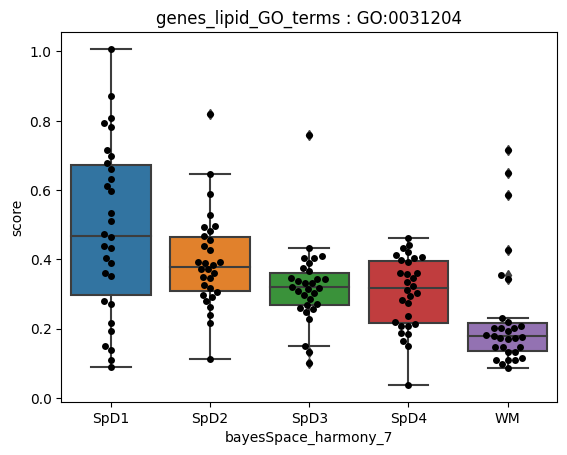 genes_lipid_GO_terms : GO:0031204
1.0
0.8
0.6
0.4
0.2
0.0
score
SpD1 SpD2 SpD3 SpD4 WM
bayesSpace_harmony_7